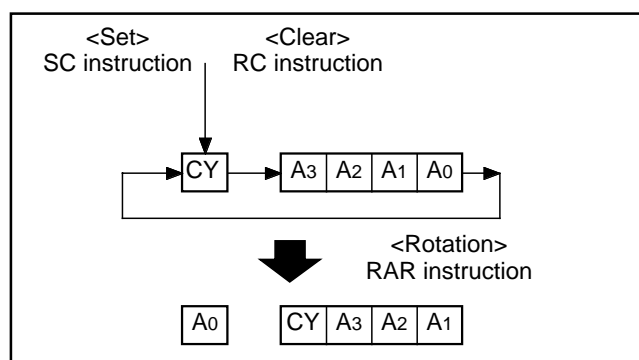 <Set> <Clear>
SC instruction RC instruction
CY A3 A2 A1 A0
<Rotation>
RAR instruction
A0 CY A3 A2 A1